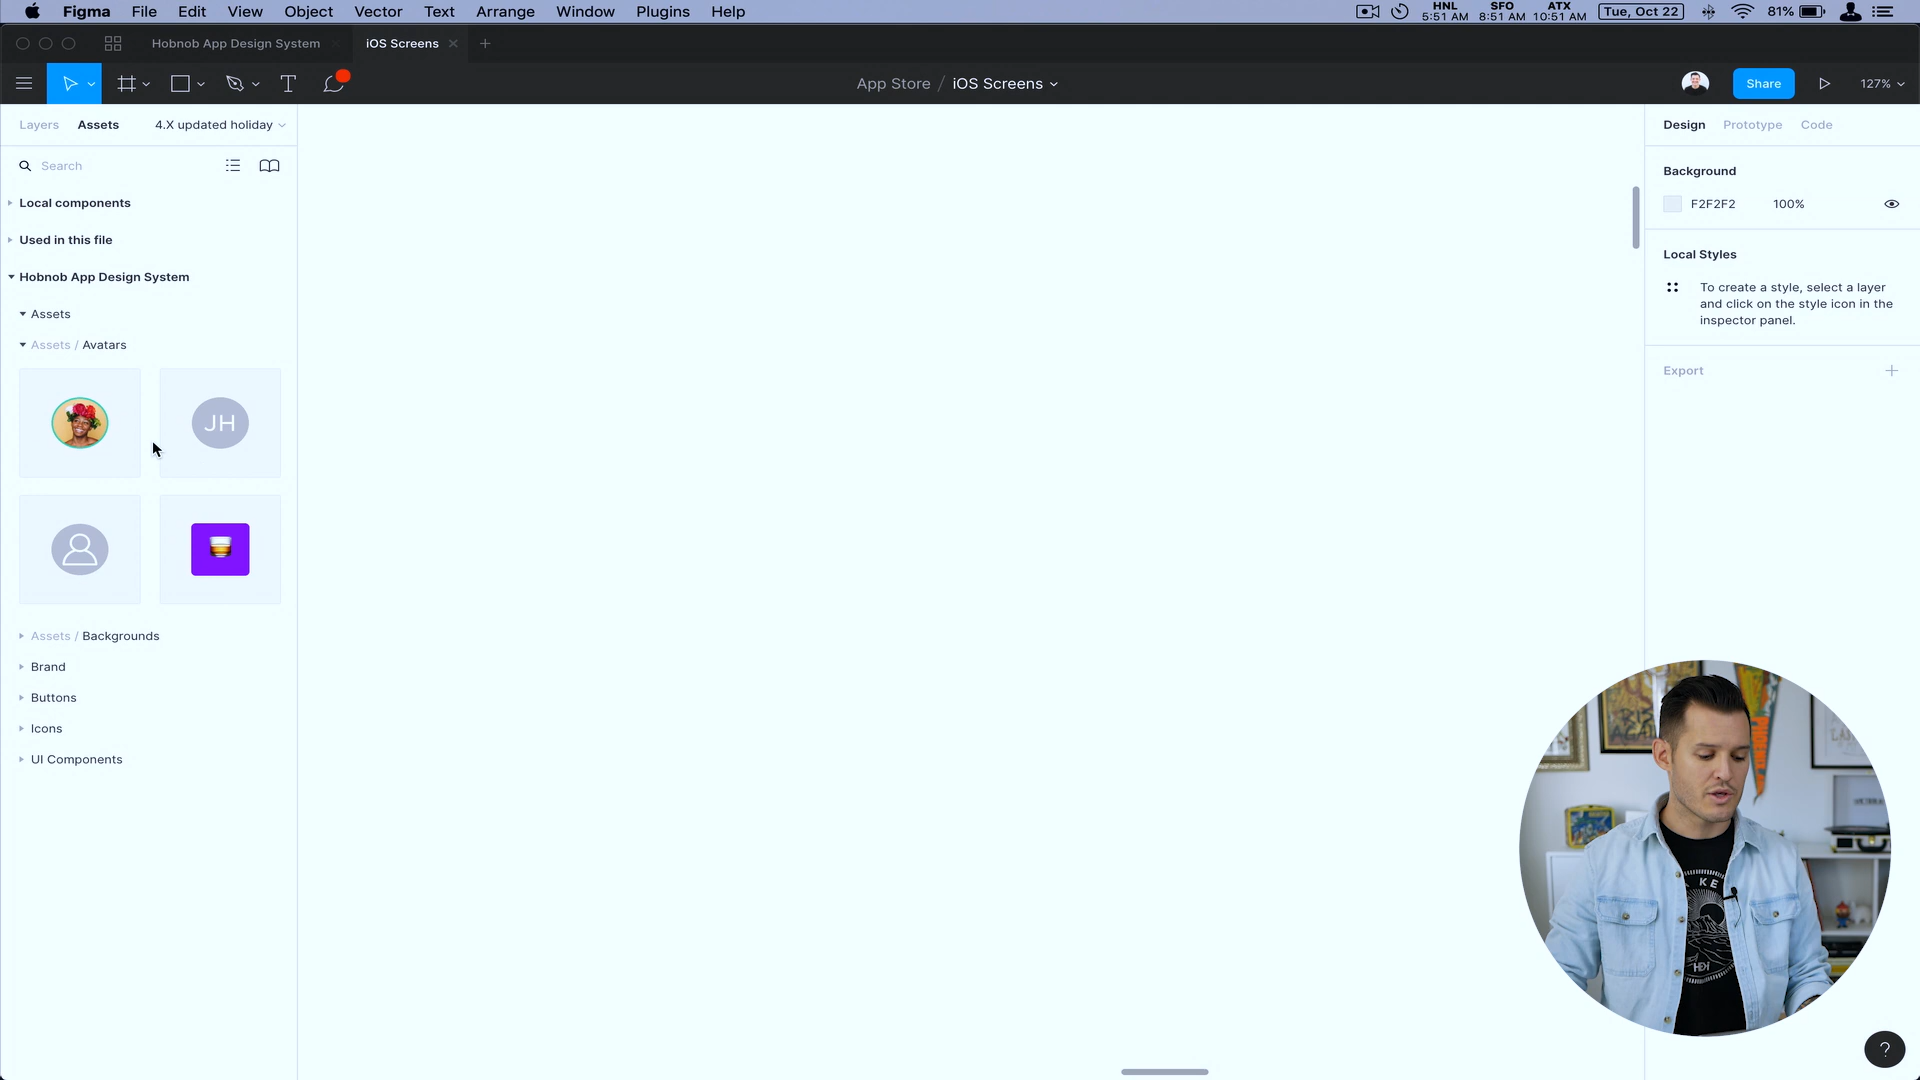 Figma File Edit View Object Vector Text Arrange Window Plugins Help
HNL SFO ATX
5:51 AM 8:51 AM 10:51 AM
Tue, Oct 22
81%
Hobnob App Design System
iOS Screens
App Store / iOS Screens
Share
127%
Layers Assets 4.X updated holiday
Search
Local components
Used in this file
Hobnob App Design System
Assets
Assets / Avatars
JH
Assets / Backgrounds
Brand
Buttons
Icons
UI Components
Design Prototype Code
Background
F2F2F2 100%
Local Styles
To create a style, select a layer
and click on the style icon in the
inspector panel.
Export
?